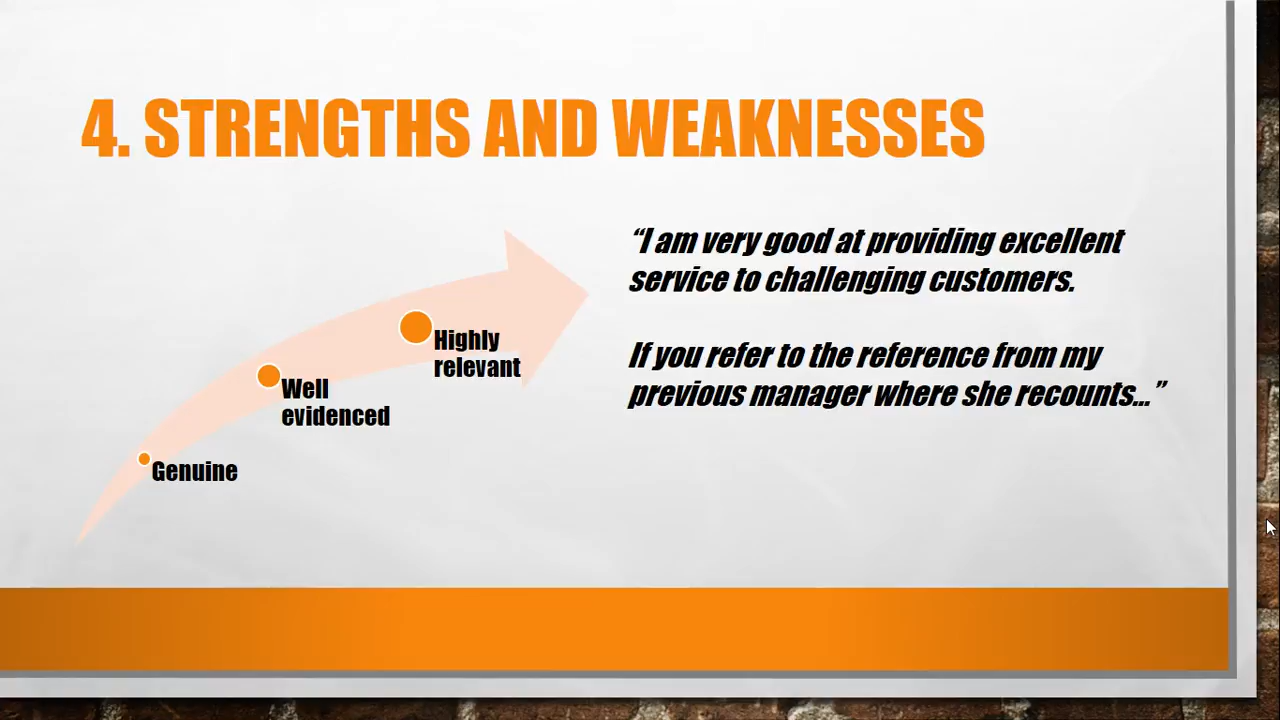 4. STRENGTHS AND WEAKNESSES
“I am very good at providing excellent
service to challenging customers.
If you refer to the reference from my
previous manager where she recounts...”
Highly
relevant
Well
evidenced
Genuine